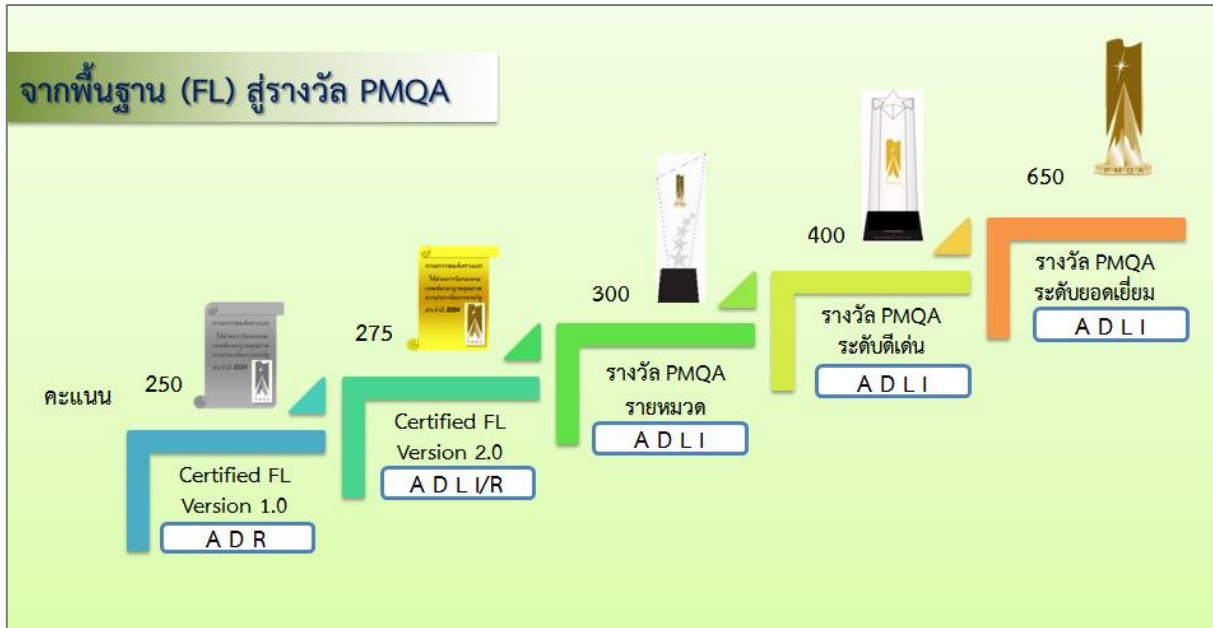 จากพื้นฐาน (FL) สู่รางวัล PMQA
คะแนน
250
Certified FL
Version 1.0
A D R
275
Certified FL
Version 2.0
A D L I/R
300
รางวัล PMQA
รายหมวด
A D L I
400
รางวัล PMQA
ระดับดีเด่น
A D L I
650
PMQA
รางวัล PMQA
ระดับยอดเยี่ยม
A D L I